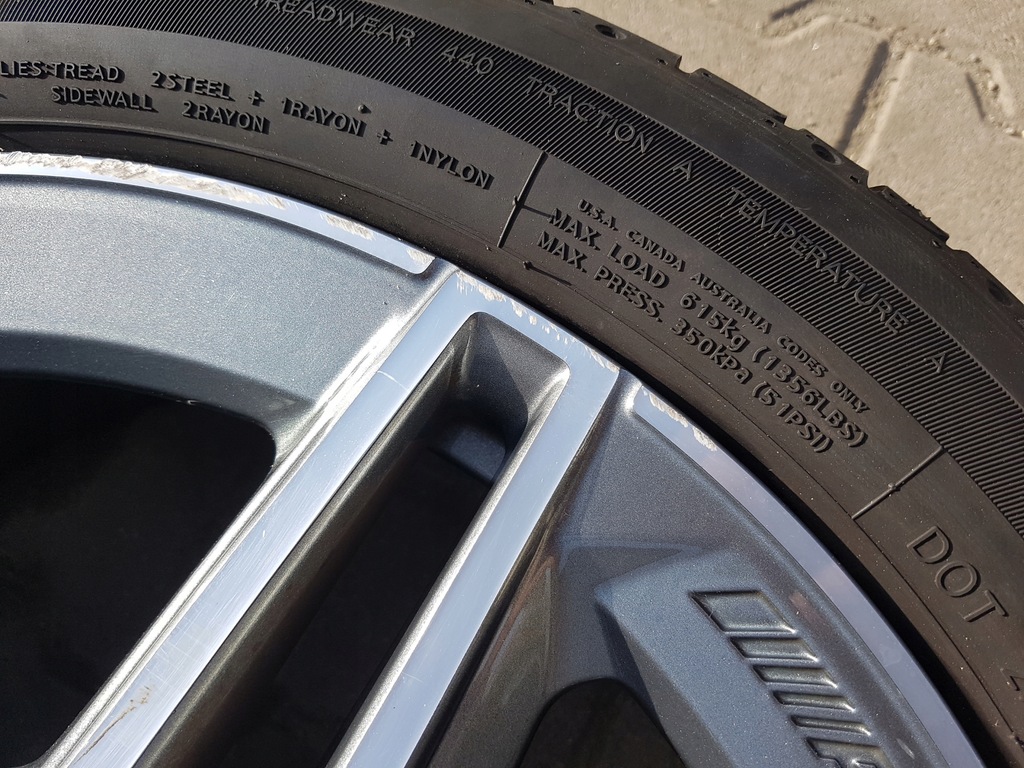 TREADWEAR 440 TRACTION A TEMPERATURE A
TREAD 2STEEL + 1RAYON + 1NYLON
SIDEWALL 2RAYON
U.S.A. CANADA AUSTRALIA CODES ONLY
MAX. LOAD 615kg (1356LBS)
MAX. PRESS. 350KPa (51PSI)
DOT